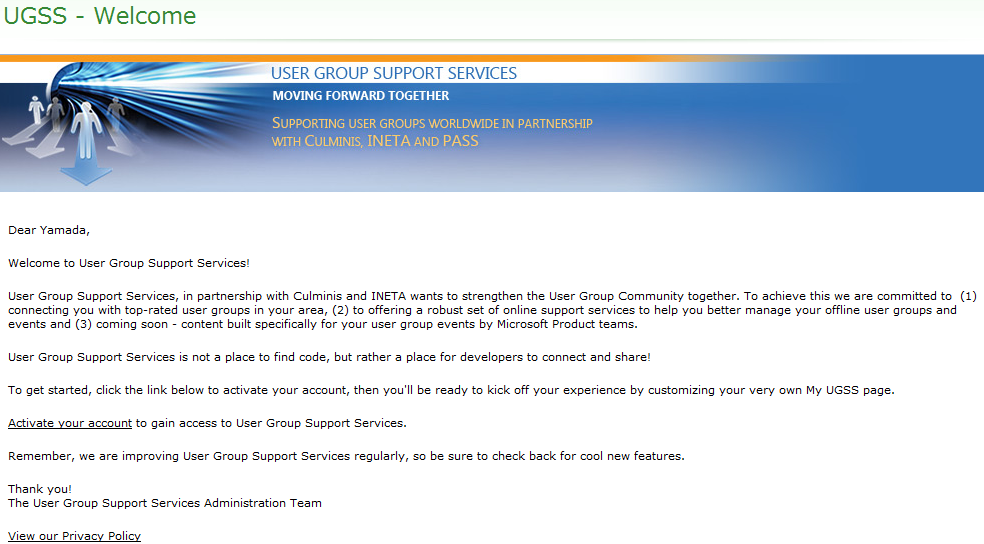 UGSS - Welcome
USER GROUP SUPPORT SERVICES
MOVING FORWARD TOGETHER
SUPPORTING USER GROUPS WORLDWIDE IN PARTNERSHIP
WITH CULMINIS, INETA AND PASS
Dear Yamada,
Welcome to User Group Support Services!
User Group Support Services, in partnership with Culminis and INETA wants to strengthen the User Group Community together. To achieve this we are committed to  (1)
connecting you with top-rated user groups in your area, (2) to offering a robust set of online support services to help you better manage your offline user groups and
events and (3) coming soon - content built specifically for your user group events by Microsoft Product teams.
User Group Support Services is not a place to find code, but rather a place for developers to connect and share!
To get started, click the link below to activate your account, then you'll be ready to kick off your experience by customizing your very own My UGSS page.
Activate your account to gain access to User Group Support Services.
Remember, we are improving User Group Support Services regularly, so be sure to check back for cool new features.
Thank you!
The User Group Support Services Administration Team
View our Privacy Policy